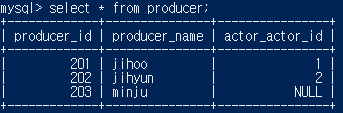 mysql> select * from producer;
+-------------+---------------+----------------+
| producer_id | producer_name | actor_actor_id |
+-------------+---------------+----------------+
| 201 | jihoo | 1 |
| 202 | jihyun | 2 |
| 203 | minju | NULL |
+-------------+---------------+----------------+